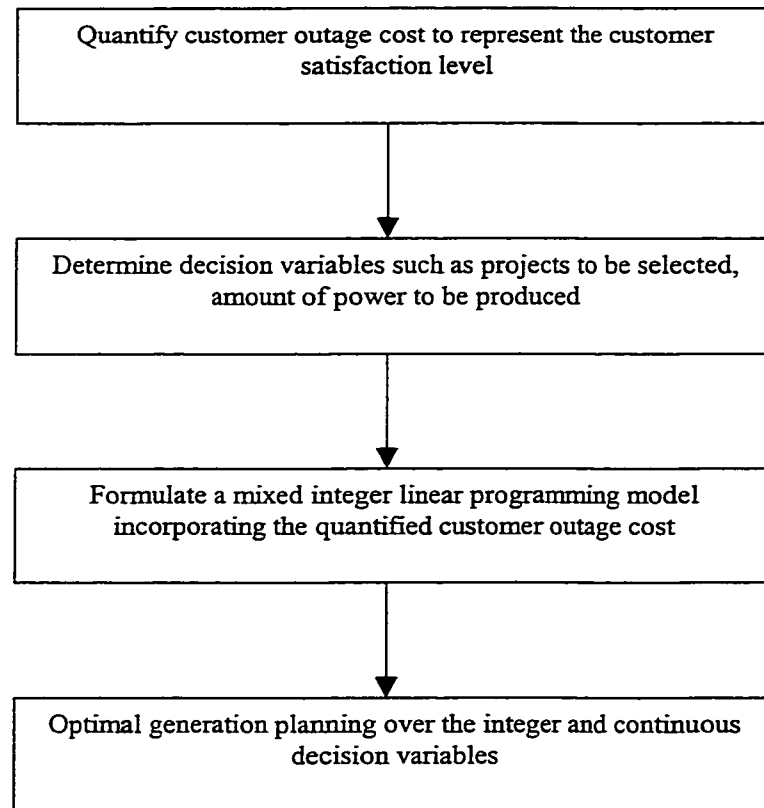 Quantify customer outage cost to represent the customer
satisfaction level
Determine decision variables such as projects to be selected,
amount of power to be produced
Formulate a mixed integer linear programming model
incorporating the quantified customer outage cost
Optimal generation planning over the integer and continuous
decision variables